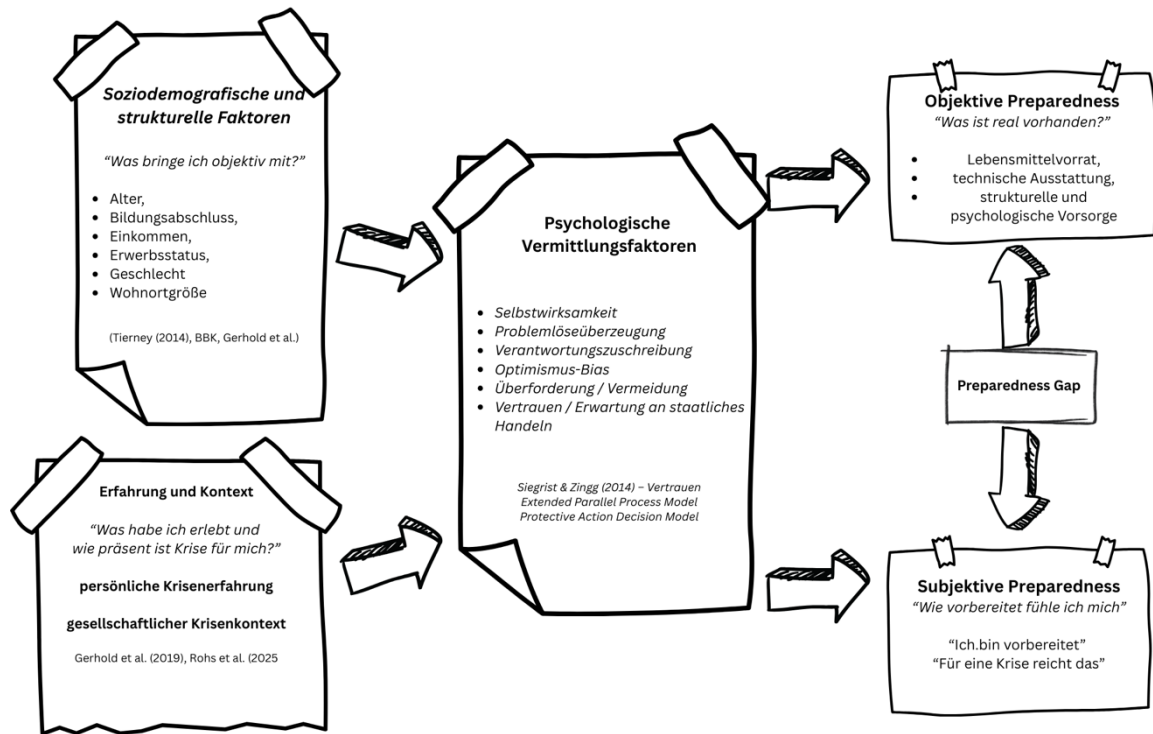 Soziodemografische und
strukturelle Faktoren
“Was bringe ich objektiv mit?”
• Alter,
• Bildungsabschluss,
• Einkommen,
• Erwerbsstatus,
• Geschlecht
• Wohnortgröße
(Tierney (2014), BBK, Gerhold et al.)
Erfahrung und Kontext
“Was habe ich erlebt und
wie präsent ist Krise für mich?”
persönliche Krisenerfahrung
gesellschaftlicher Krisenkontext
Gerhold et al. (2019), Rohs et al. (2025
Psychologische
Vermittlungsfaktoren
• Selbstwirksamkeit
• Problemlöseüberzeugung
• Verantwortungszuschreibung
• Optimismus-Bias
• Überforderung / Vermeidung
• Vertrauen / Erwartung an staatliches
Handeln
Siegrist & Zingg (2014) – Vertrauen
Extended Parallel Process Model
Protective Action Decision Model
Objektive Preparedness
“Was ist real vorhanden?”
• Lebensmittelvorrat,
• technische Ausstattung,
• strukturelle und
psychologische Vorsorge
Preparedness Gap
Subjektive Preparedness
“Wie vorbereitet fühle ich mich”
“Ich.bin vorbereitet”
“Für eine Krise reicht das”